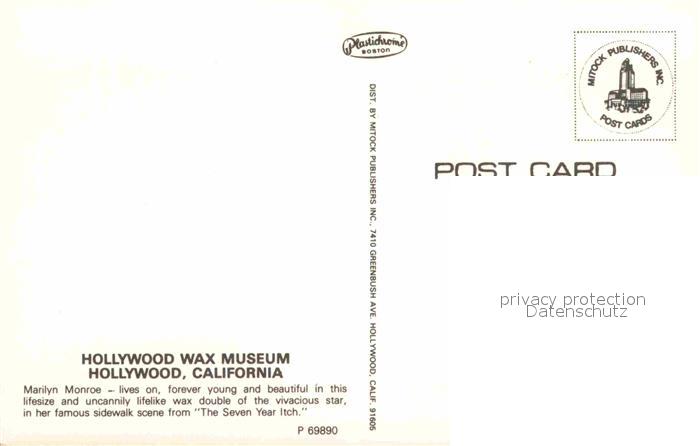 Plastichrome
BOSTON
MITOCK PUBLISHERS INC.
POST CARDS
POST CARD
DIST. BY MITOCK PUBLISHERS INC., 7410 GREENBUSH AVE. HOLLYWOOD, CALIF. 91605
privacy protection
Datenschutz
HOLLYWOOD WAX MUSEUM
HOLLYWOOD, CALIFORNIA
Marilyn Monroe – lives on, forever young and beautiful in this
lifesize and uncannily lifelike wax double of the vivacious star,
in her famous sidewalk scene from "The Seven Year Itch."
P 69890